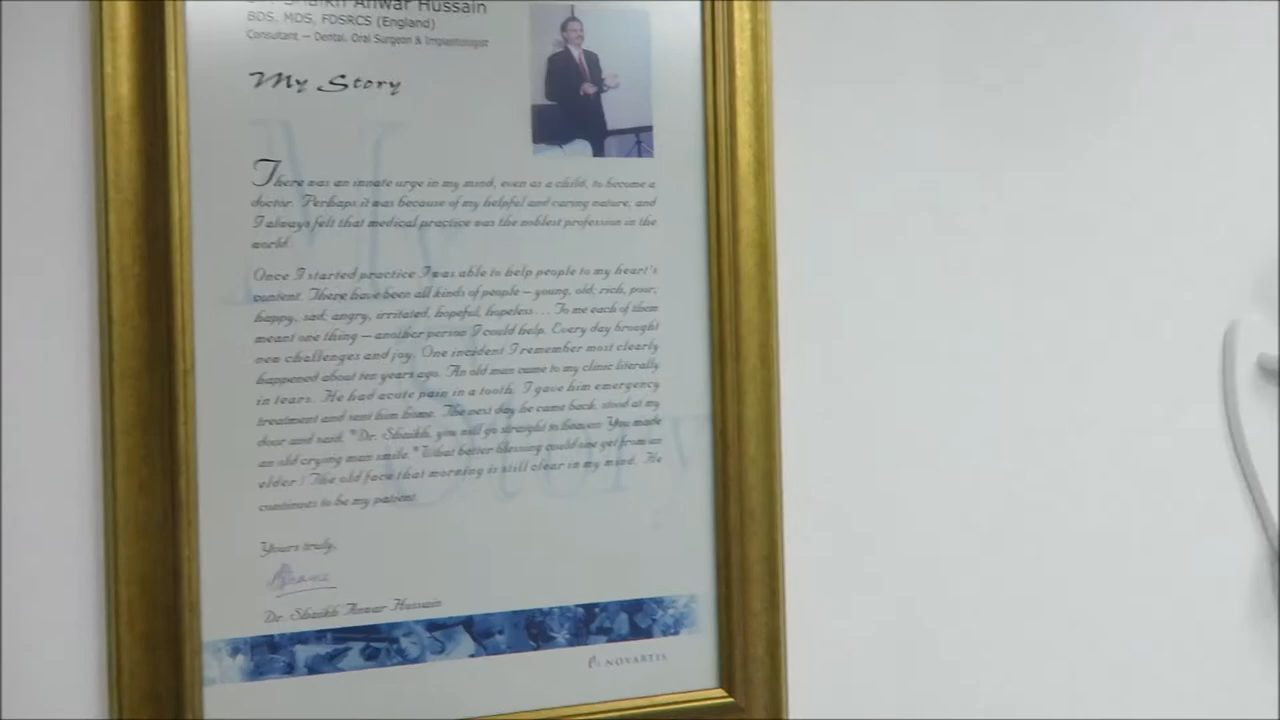 Dr. Shaikh Anwar Hussain
BDS, MDS, FDSRCS (England)
Consultant – Dental, Oral Surgeon & Implantologist
My Story
There was an innate urge in my mind, even as a child, to become a
doctor. Perhaps it was because of my helpful and caring nature, and
I always felt that medical practice was the noblest profession in the
world.
Once I started practice I was able to help people to my heart's
content. There have been all kinds of people – young, old; rich, poor;
happy, sad; angry, irritated, hopeful, hopeless... To me each of them
meant one thing – another person I could help. Every day brought
new challenges and joy. One incident I remember most clearly
happened about ten years ago. An old man came to my clinic literally
in tears. He had acute pain in a tooth. I gave him emergency
treatment and sent him home. The next day he came back, stood at my
door and said, "Dr. Shaikh, you will go straight to heaven. You made
an old crying man smile." What better blessing could one get from an
elder! The old face that morning is still clear in my mind. He
continues to be my patient.
Yours truly,
Dr. Shaikh Anwar Hussain
NOVARTIS